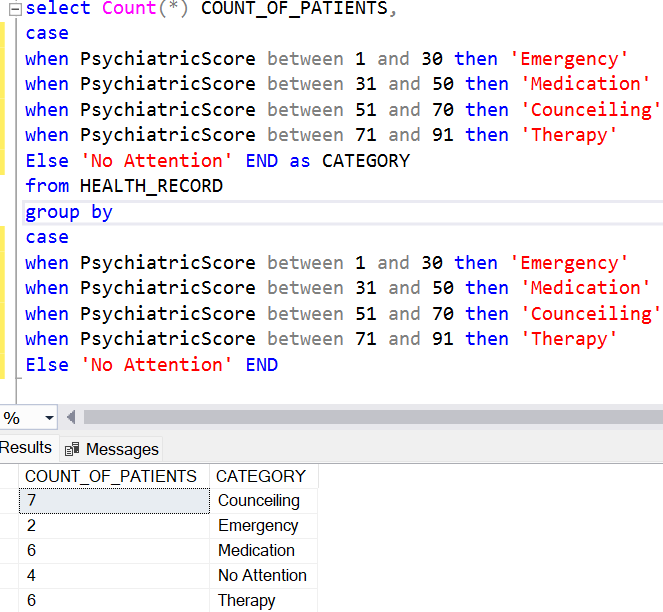 select Count(*) COUNT_OF_PATIENTS,
case
when PsychiatricScore between 1 and 30 then 'Emergency'
when PsychiatricScore between 31 and 50 then 'Medication'
when PsychiatricScore between 51 and 70 then 'Counceiling'
when PsychiatricScore between 71 and 91 then 'Therapy'
Else 'No Attention' END as CATEGORY
from HEALTH_RECORD
group by
case
when PsychiatricScore between 1 and 30 then 'Emergency'
when PsychiatricScore between 31 and 50 then 'Medication'
when PsychiatricScore between 51 and 70 then 'Counceiling'
when PsychiatricScore between 71 and 91 then 'Therapy'
Else 'No Attention' END
%
Results Messages
COUNT_OF_PATIENTS CATEGORY
7 Counceiling
2 Emergency
6 Medication
4 No Attention
6 Therapy